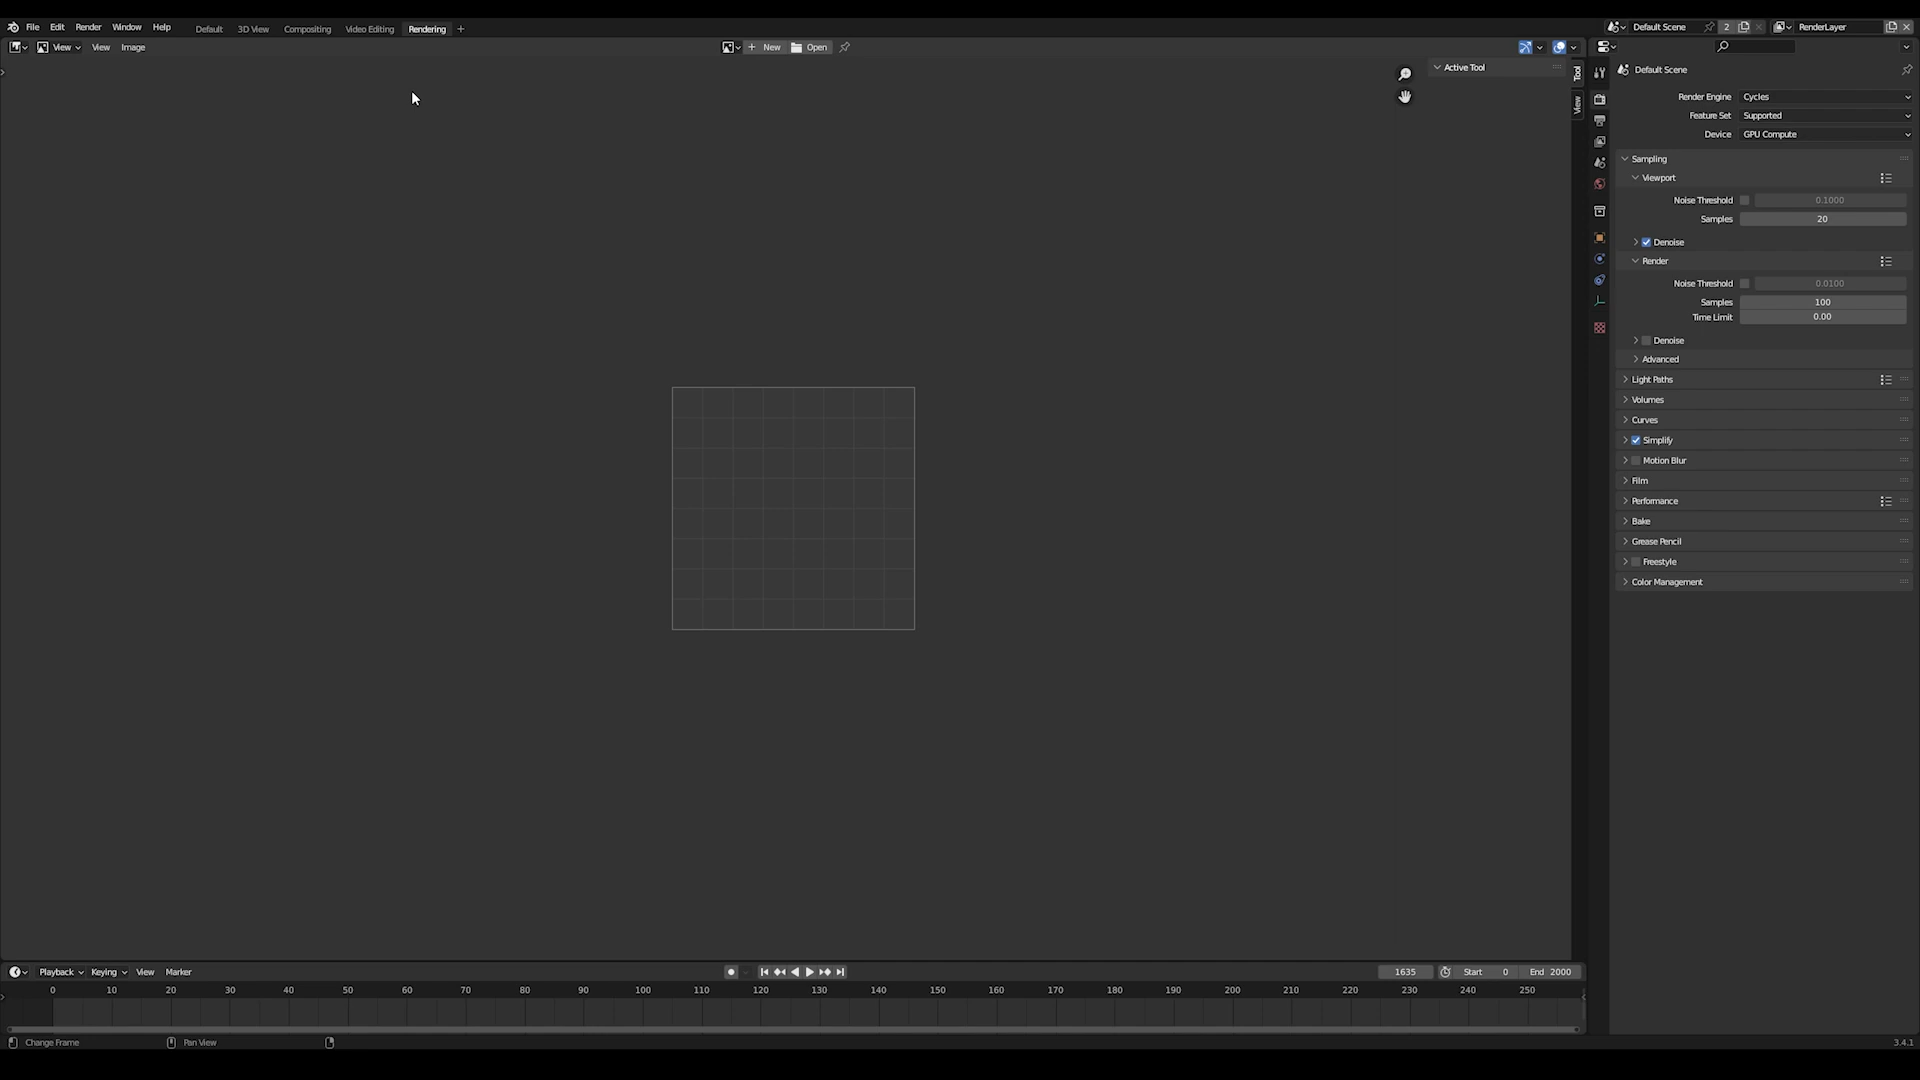 File Edit Render Window Help Default 3D View Compositing Video Editing Rendering Default Scene 2 RenderLayer
View View Image New Open
Active Tool
Tool
View
Default Scene
Render Engine Cycles
Feature Set Supported
Device GPU Compute
Sampling
Viewport
Noise Threshold 0.1000
Samples 20
Denoise
Render
Noise Threshold 0.0100
Samples 100
Time Limit 0.00
Denoise
Advanced
Light Paths
Volumes
Curves
Simplify
Motion Blur
Film
Performance
Bake
Grease Pencil
Freestyle
Color Management
Playback Keying View Marker 1635 Start 0 End 2000
0 10 20 30 40 50 60 70 80 90 100 110 120 130 140 150 160 170 180 190 200 210 220 230 240 250
Change Frame Pan View 3.4.1